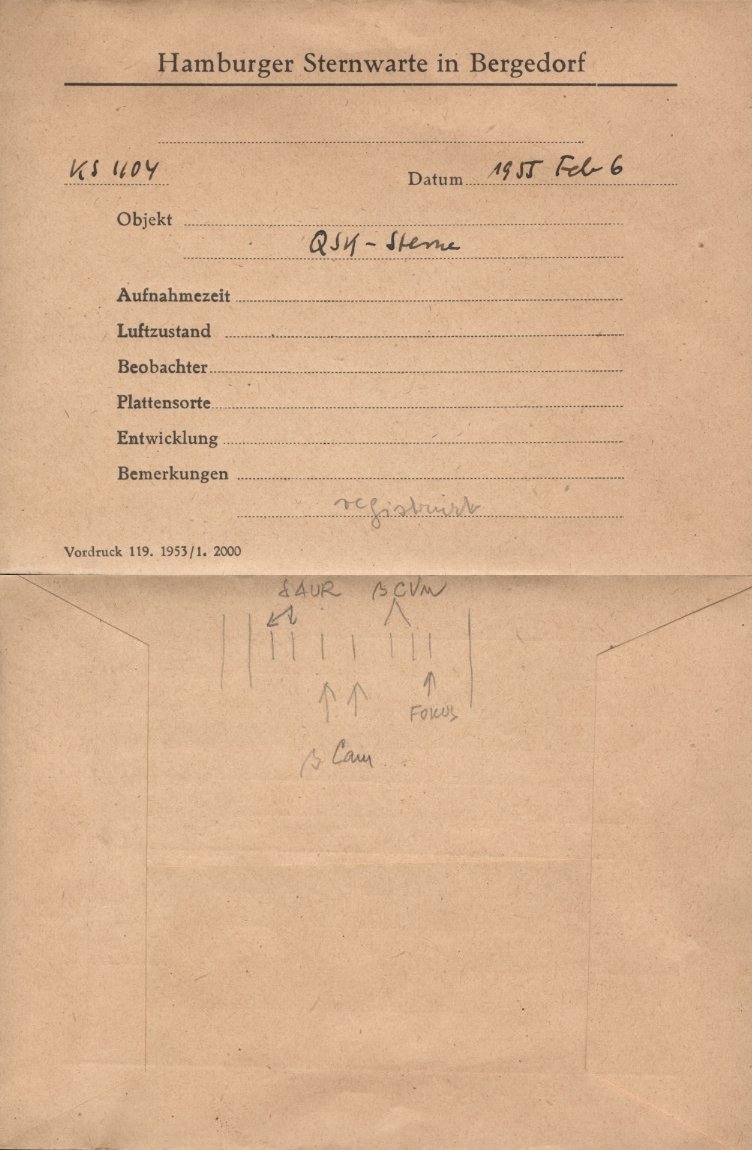 Hamburger Sternwarte in Bergedorf
KS 1104
Datum 1955 Feb 6
Objekt
QSK - Sterne
Aufnahmezeit
Luftzustand
Beobachter
Plattensorte
Entwicklung
Bemerkungen
registriert
Vordruck 119. 1953/1. 2000
δ AUR β CVn
FOKUS
β Cam